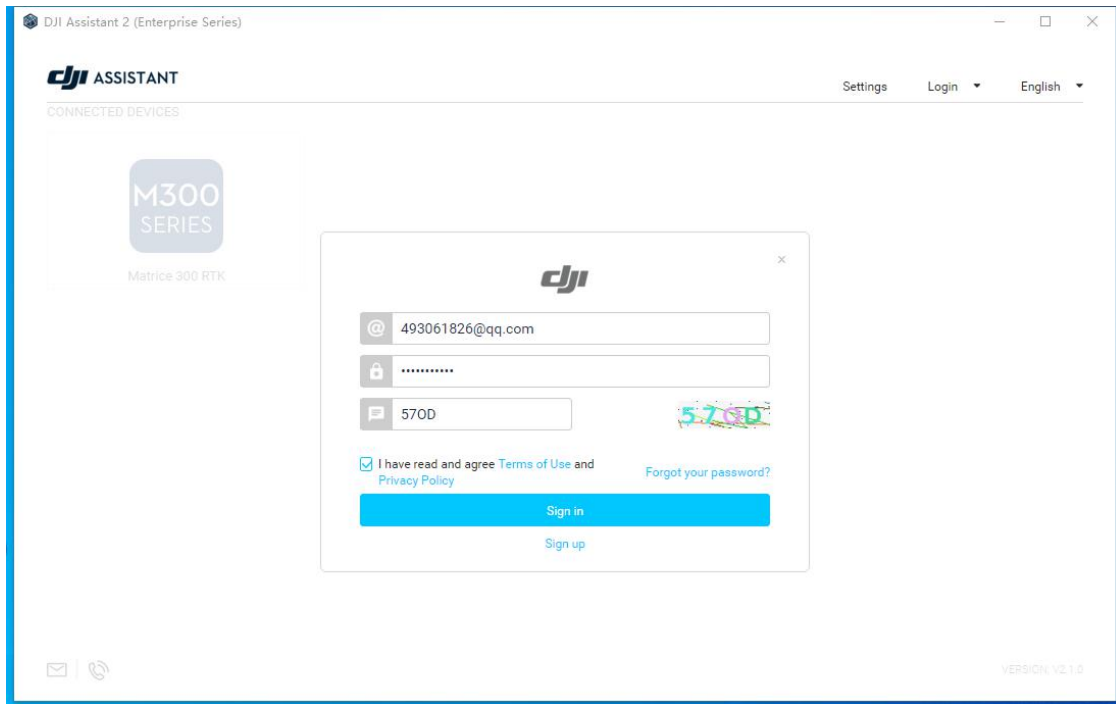 DJI Assistant 2 (Enterprise Series)
dji ASSISTANT
Settings Login English
CONNECTED DEVICES
M300
SERIES
Matrice 300 RTK
dji
@ 493061826@qq.com
•••••••••••
57OD 57OD
I have read and agree Terms of Use and
Privacy Policy
Forgot your password?
Sign in
Sign up
VERSION: V2.1.0